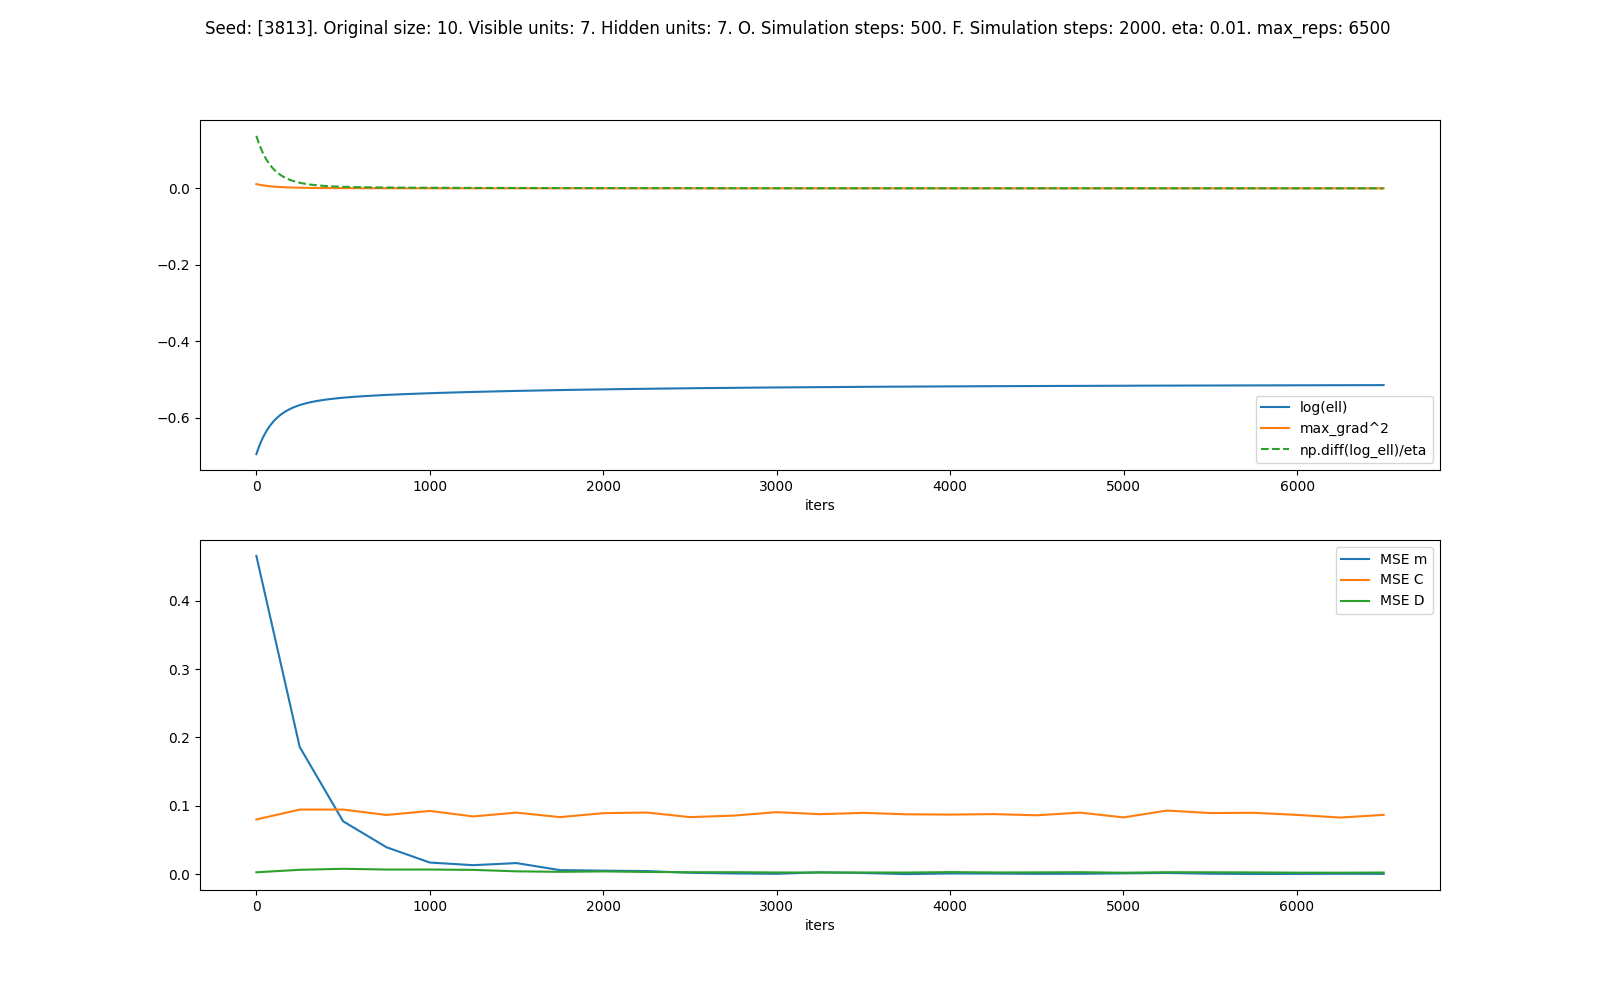 Seed: [3813]. Original size: 10. Visible units: 7. Hidden units: 7. O. Simulation steps: 500. F. Simulation steps: 2000. eta: 0.01. max_reps: 6500
0.0
−0.2
−0.4
−0.6
log(ell)
max_grad^2
np.diff(log_ell)/eta
0 1000 2000 3000 4000 5000 6000
iters
0.4
0.3
0.2
0.1
0.0
MSE m
MSE C
MSE D
0 1000 2000 3000 4000 5000 6000
iters